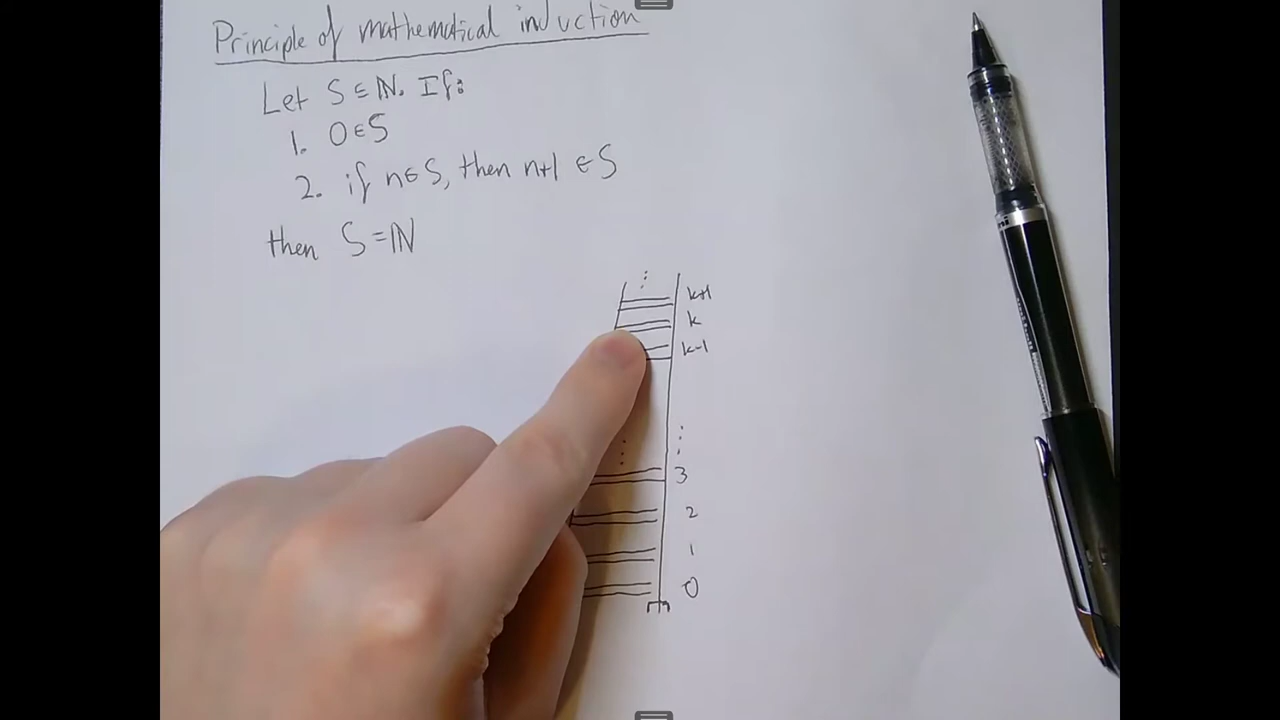 Principle of mathematical induction
Let S ⊆ ℕ. If:
1. 0 ∈ S
2. if n ∈ S, then n+1 ∈ S
then S = ℕ
⋮ k+1
k
k-1
⋮ ⋮
3
2
1
0
uni